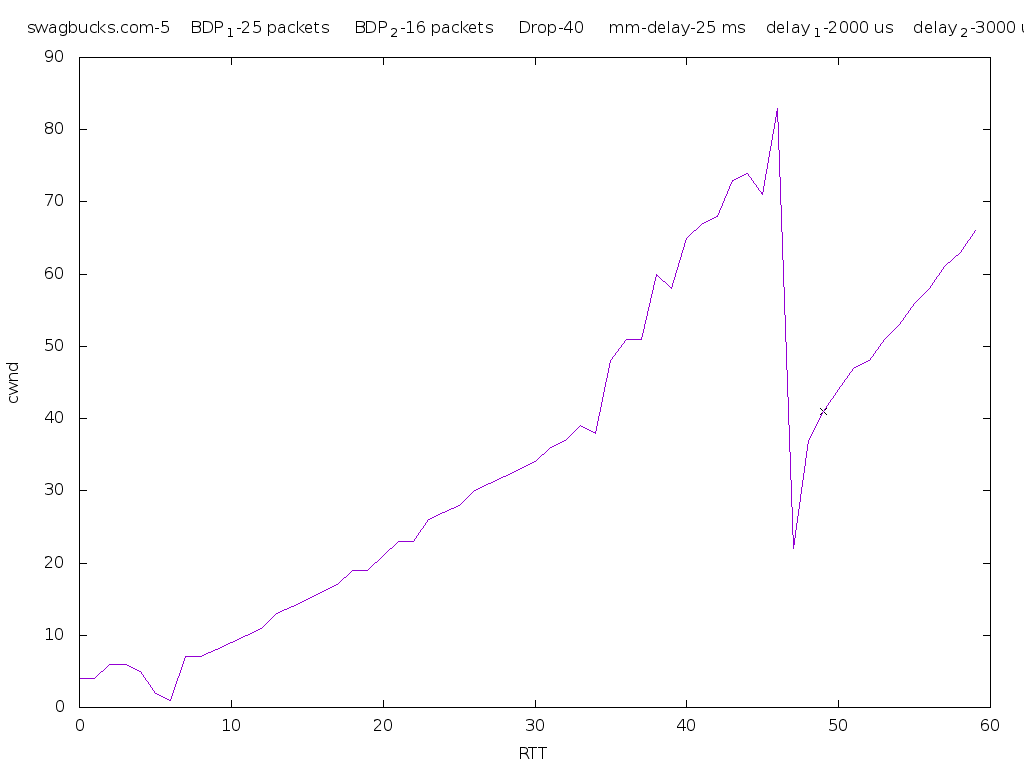 swagbucks.com-5 BDP1-25 packets BDP2-16 packets Drop-40 mm-delay-25 ms delay1-2000 us delay2-3000
90
80
70
60
50
40
30
20
10
0
cwnd
0 10 20 30 40 50 60
RTT